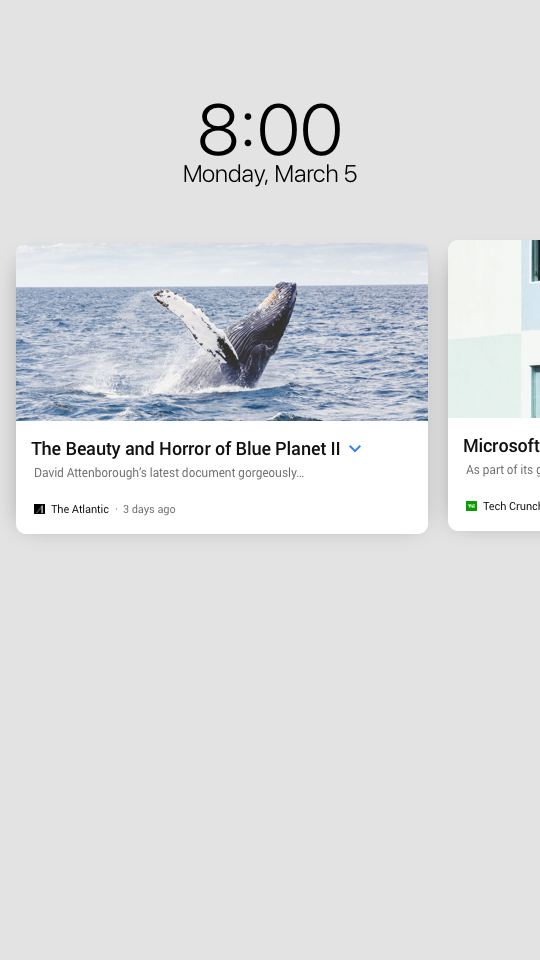 8:00
Monday, March 5
The Beauty and Horror of Blue Planet II
David Attenborough's latest document gorgeously...
The Atlantic · 3 days ago
Microsoft
As part of its
Tech Crunch